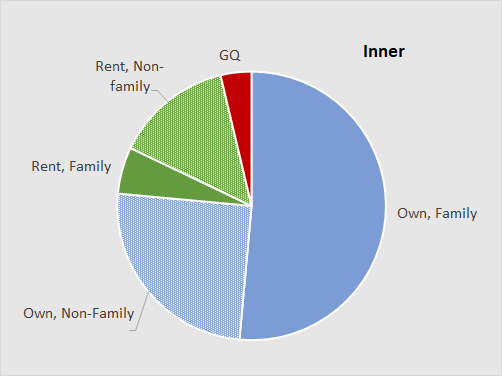 Inner
GQ
Rent, Non-
family
Rent, Family
Own, Family
Own, Non-Family